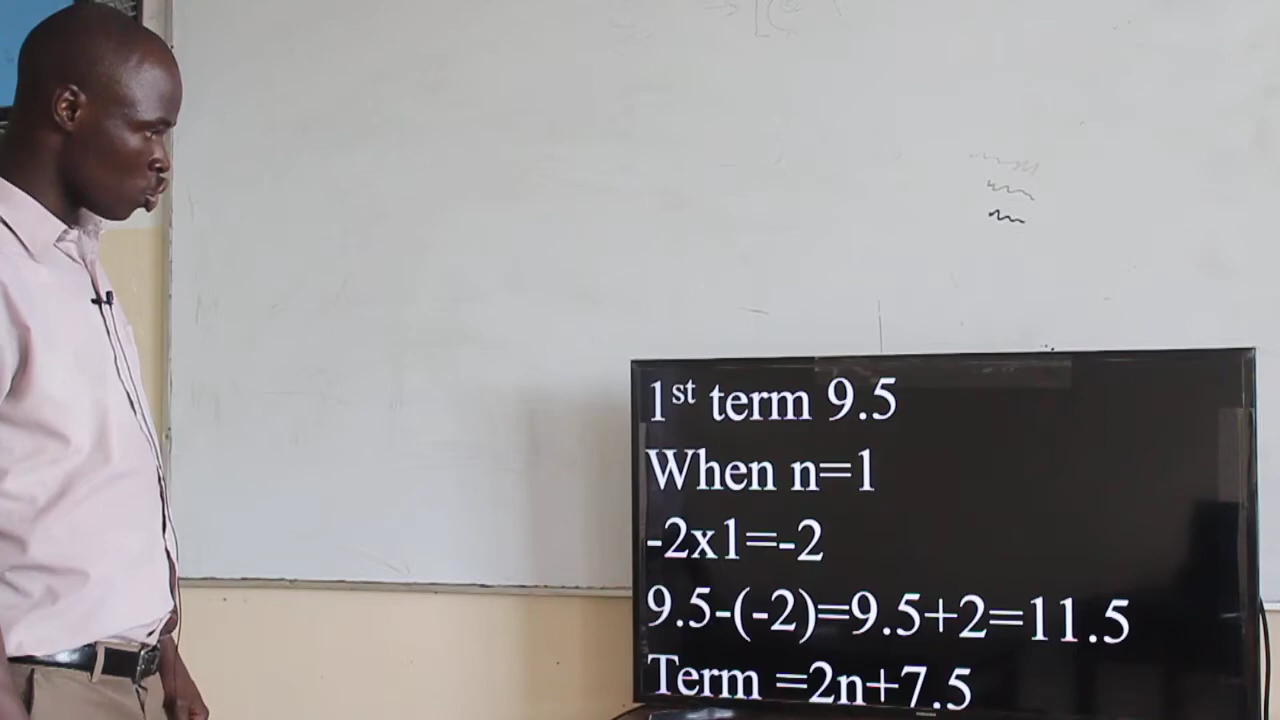 1st term 9.5
When n=1
-2x1=-2
9.5-(-2)=9.5+2=11.5
Term =2n+7.5